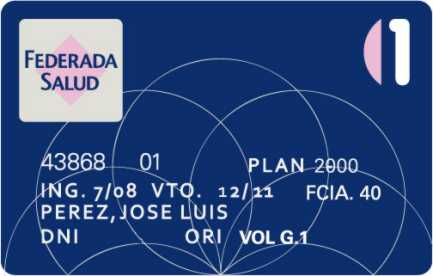 FEDERADA
SALUD
1
43868 01 PLAN 2000
ING. 7/08 VTO. 12/11 FCIA. 40
PEREZ, JOSE LUIS
DNI ORI VOL G.1